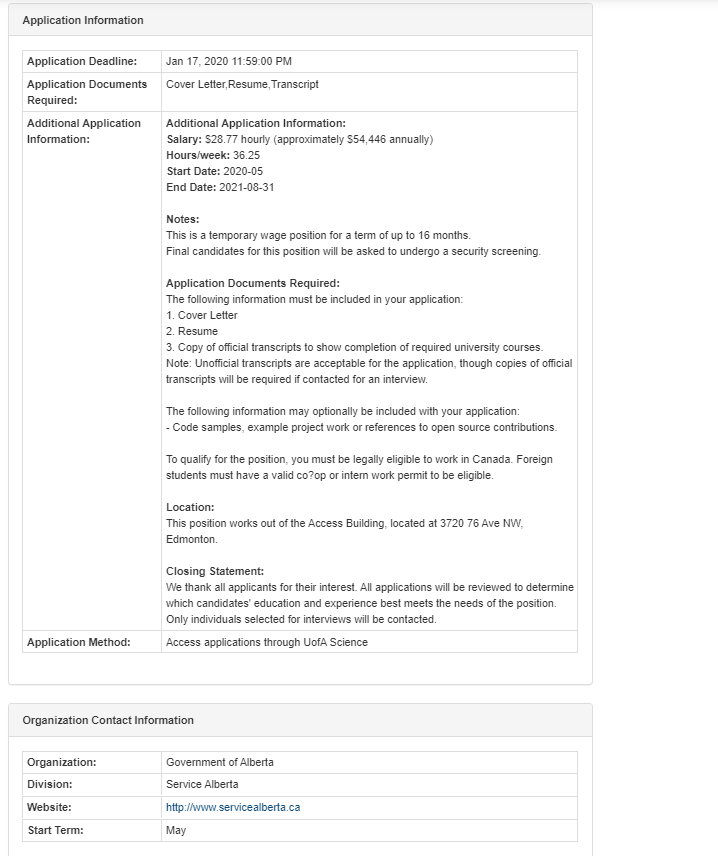 Application Information
Application Deadline: Jan 17, 2020 11:59:00 PM
Application Documents Required: Cover Letter,Resume,Transcript
Additional Application Information:
Additional Application Information:
Salary: $28.77 hourly (approximately $54,446 annually)
Hours/week: 36.25
Start Date: 2020-05
End Date: 2021-08-31
Notes:
This is a temporary wage position for a term of up to 16 months.
Final candidates for this position will be asked to undergo a security screening.
Application Documents Required:
The following information must be included in your application:
1. Cover Letter
2. Resume
3. Copy of official transcripts to show completion of required university courses.
Note: Unofficial transcripts are acceptable for the application, though copies of official
transcripts will be required if contacted for an interview.
The following information may optionally be included with your application:
- Code samples, example project work or references to open source contributions.
To qualify for the position, you must be legally eligible to work in Canada. Foreign
students must have a valid co?op or intern work permit to be eligible.
Location:
This position works out of the Access Building, located at 3720 76 Ave NW,
Edmonton.
Closing Statement:
We thank all applicants for their interest. All applications will be reviewed to determine
which candidates' education and experience best meets the needs of the position.
Only individuals selected for interviews will be contacted.
Application Method: Access applications through UofA Science
Organization Contact Information
Organization: Government of Alberta
Division: Service Alberta
Website: http://www.servicealberta.ca
Start Term: May